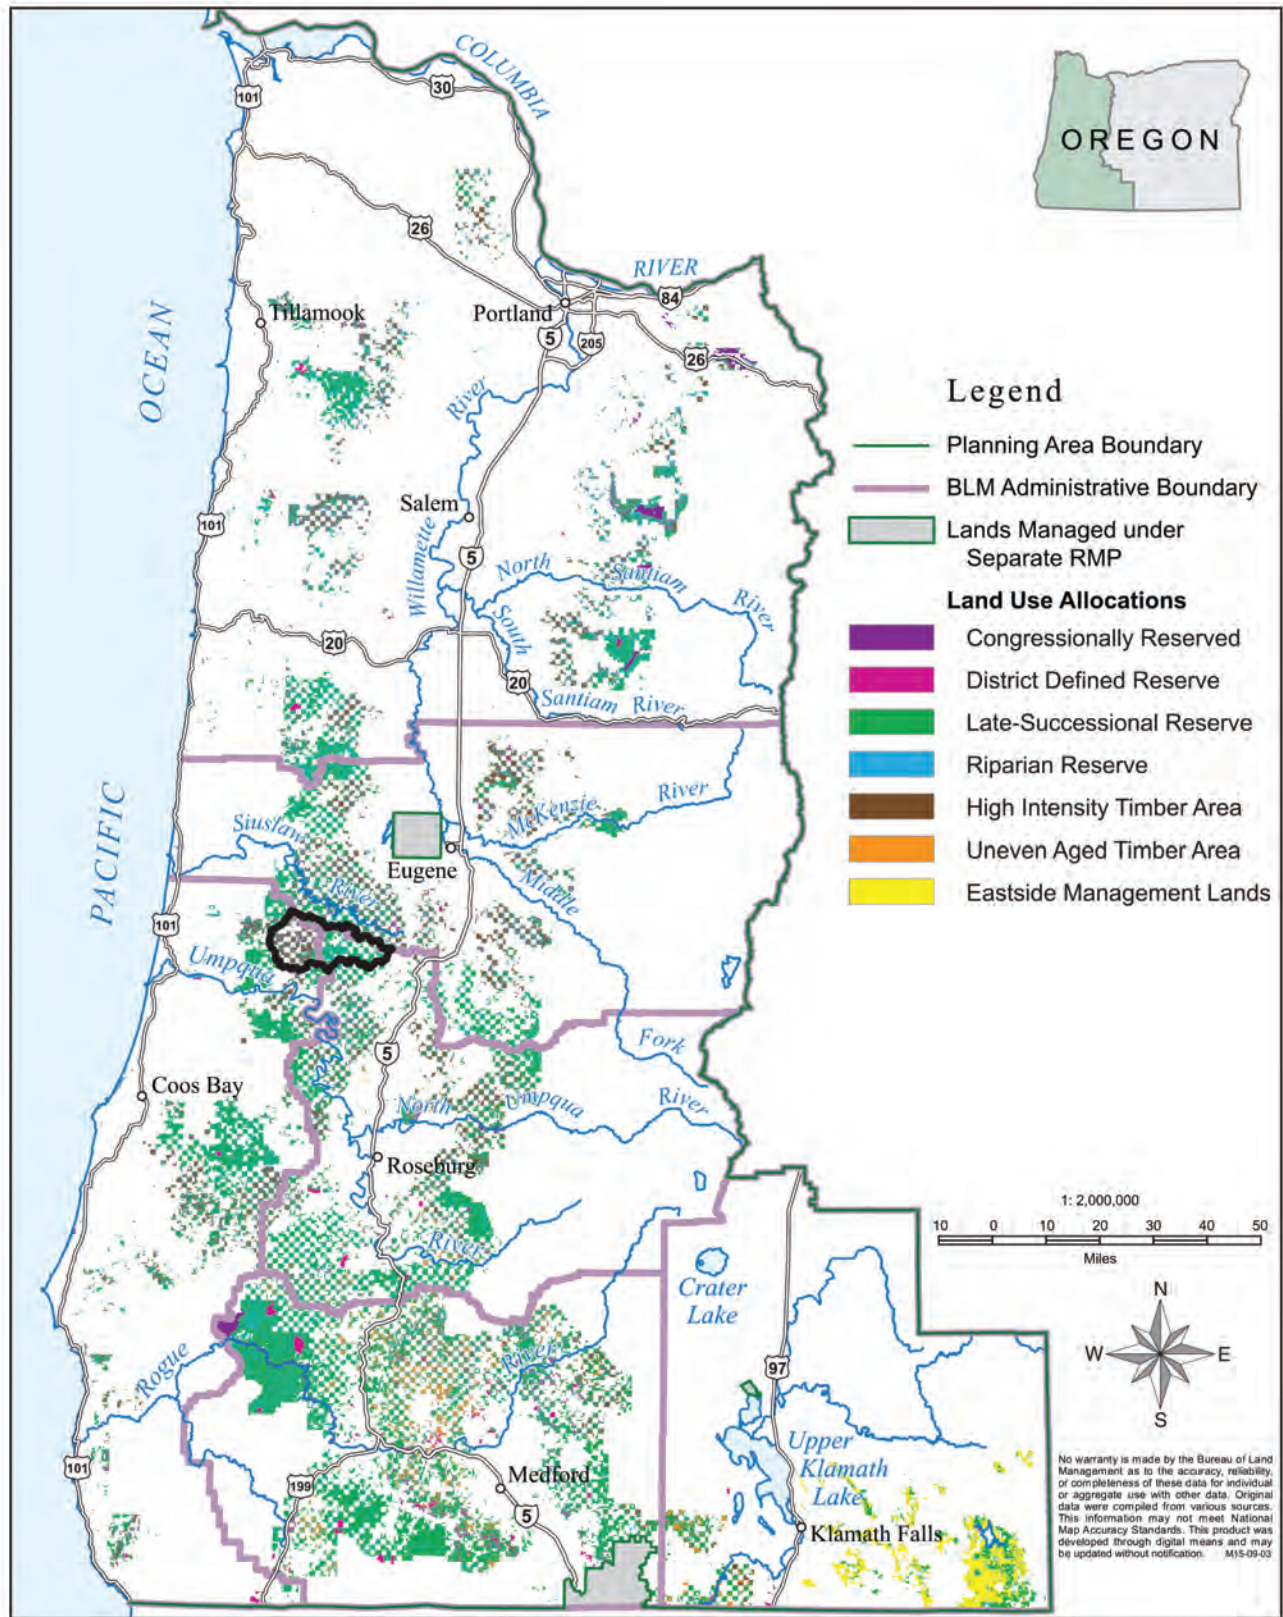 COLUMBIA
30
101
OREGON
26
RIVER
84
Tillamook
Portland
5
205
26
OCEAN
River
Legend
Planning Area Boundary
BLM Administrative Boundary
Lands Managed under
Separate RMP
Land Use Allocations
Congressionally Reserved
District Defined Reserve
Late-Successional Reserve
Riparian Reserve
High Intensity Timber Area
Uneven Aged Timber Area
Eastside Management Lands
Salem
101
5
Willamette
North
Santiam
River
South
20
20
Santiam River
PACIFIC
McKenzie
River
Siuslaw
River
Eugene
Middle
101
Umpqua
Fork
5
Coos Bay
North
Umpqua
River
Roseburg
River
1: 2,000,000
10 0 10 20 30 40 50
Miles
Crater
Lake
N
W E
S
Rogue
River
97
Upper
Klamath
Lake
101
199
Medford
5
Klamath Falls
No warranty is made by the Bureau of Land
Management as to the accuracy, reliability,
or completeness of these data for individual
or aggregate use with other data. Original
data were compiled from various sources.
This information may not meet National
Map Accuracy Standards. This product was
developed through digital means and may
be updated without notification. M15-09-03